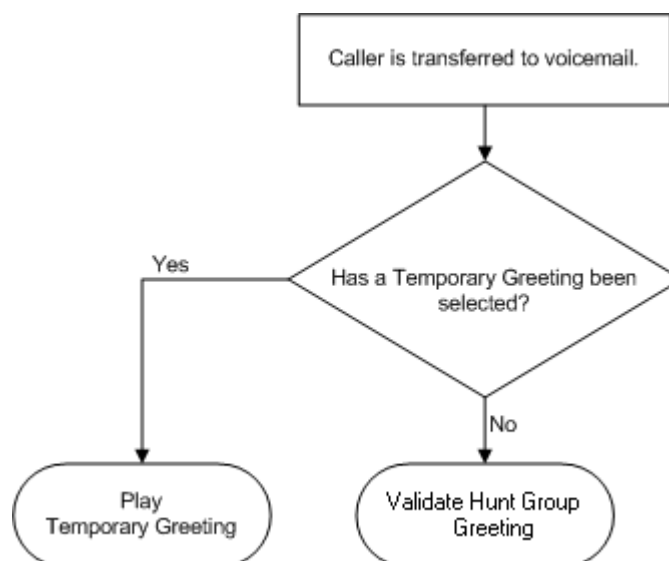 Caller is transferred to voicemail.
Has a Temporary Greeting been
selected?
Yes
No
Play
Temporary Greeting
Validate Hunt Group
Greeting